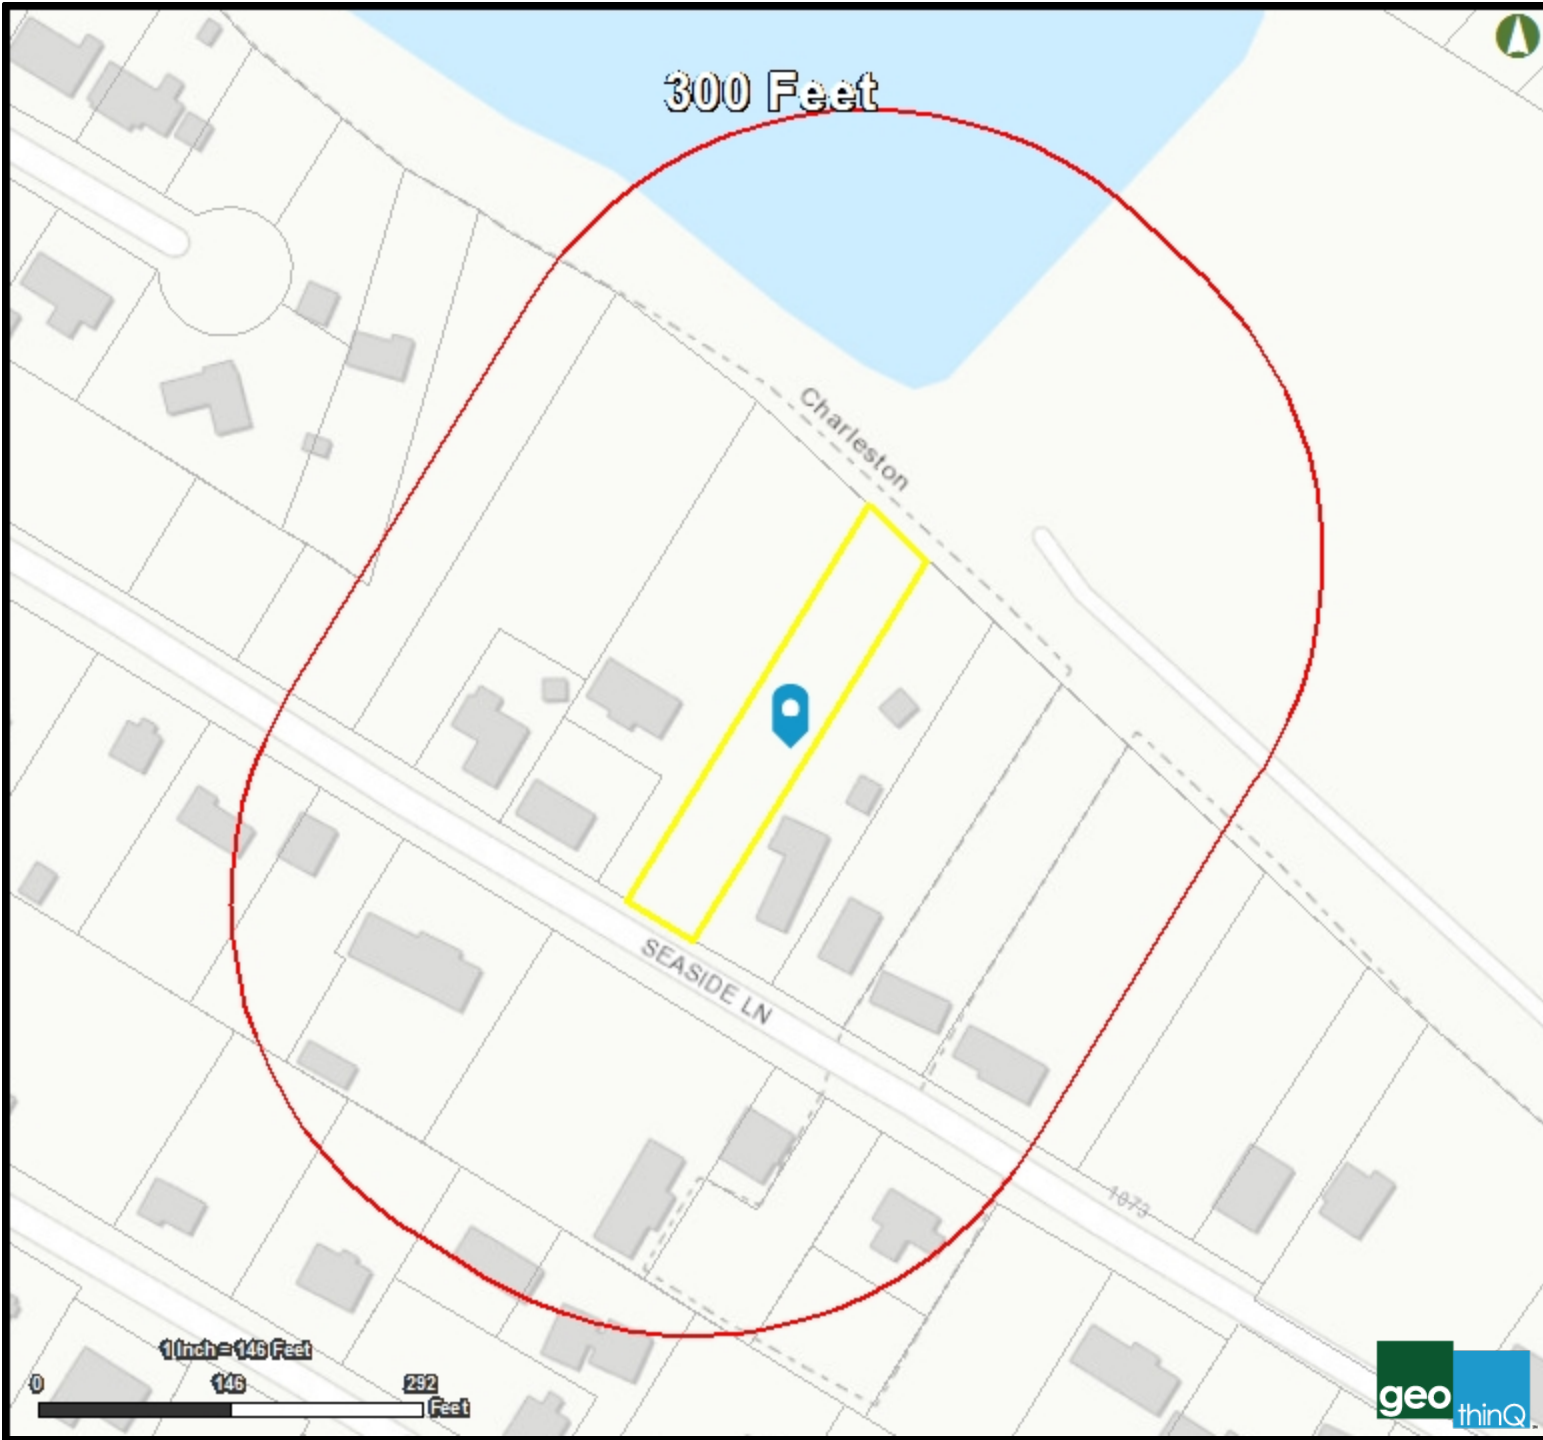 300 Feet
Charleston
SEASIDE LN
1073
1 Inch = 146 Feet
0 146 292
Feet
geo
thinQ